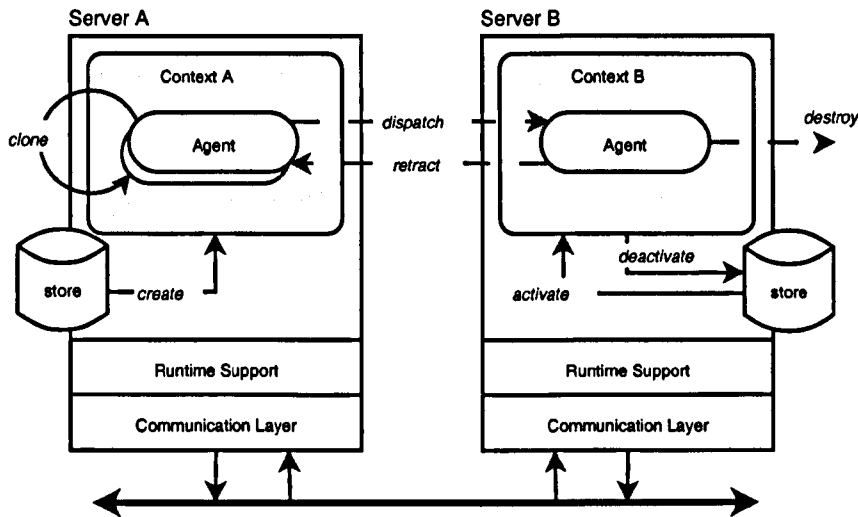 Server A
Server B
Context A
Context B
clone
Agent
dispatch
retract
Agent
destroy
store
create
deactivate
activate
store
Runtime Support
Runtime Support
Communication Layer
Communication Layer